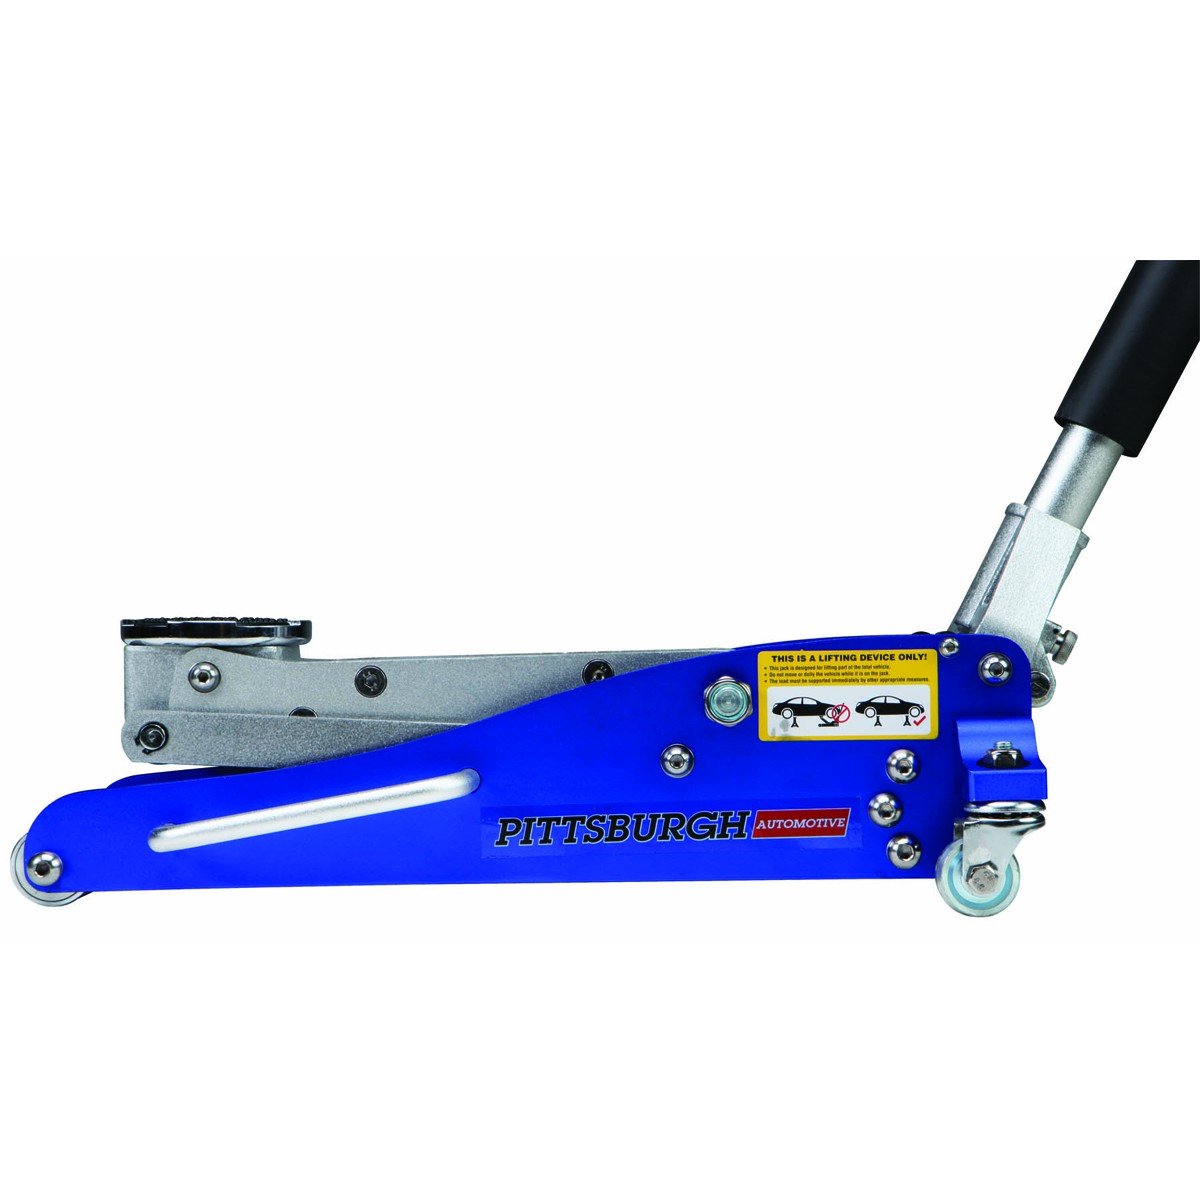 THIS IS A LIFTING DEVICE ONLY!
• This jack is designed for lifting part of the total vehicle.
• Do not move or dolly the vehicle while it is on the jack.
• The load must be supported immediately by other appropriate measures.
PITTSBURGH AUTOMOTIVE